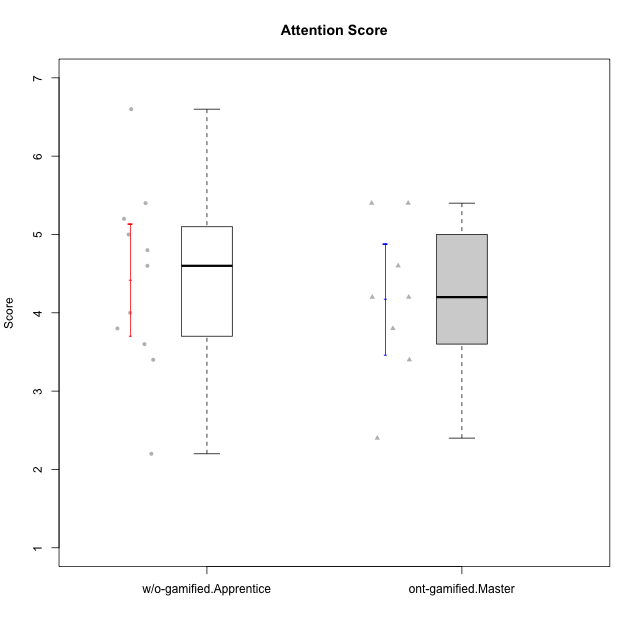 Attention Score
7
6
5
4
3
2
1
Score
w/o-gamified.Apprentice
ont-gamified.Master